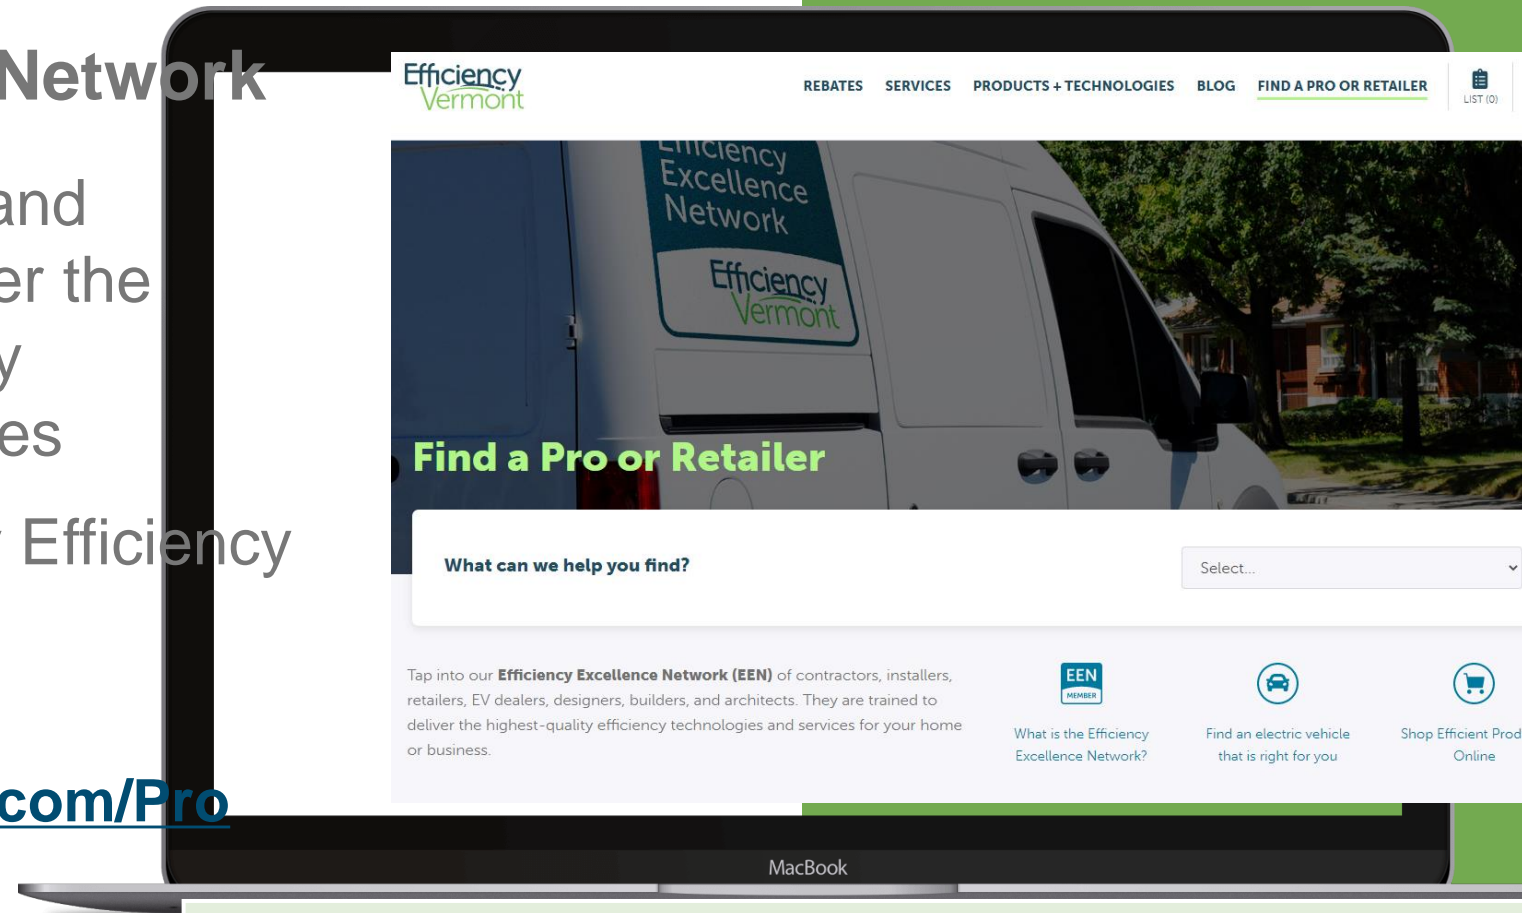 Network
and
er the
y
es
y Efficiency
com/Pro
Efficiency
Vermont
REBATES SERVICES PRODUCTS + TECHNOLOGIES BLOG FIND A PRO OR RETAILER
LIST (0)
Efficiency
Excellence
Network
Efficiency
Vermont
Find a Pro or Retailer
What can we help you find?
Select...
Tap into our Efficiency Excellence Network (EEN) of contractors, installers,
retailers, EV dealers, designers, builders, and architects. They are trained to
deliver the highest-quality efficiency technologies and services for your home
or business.
EEN
MEMBER
What is the Efficiency
Excellence Network?
Find an electric vehicle
that is right for you
Shop Efficient Prod
Online
MacBook